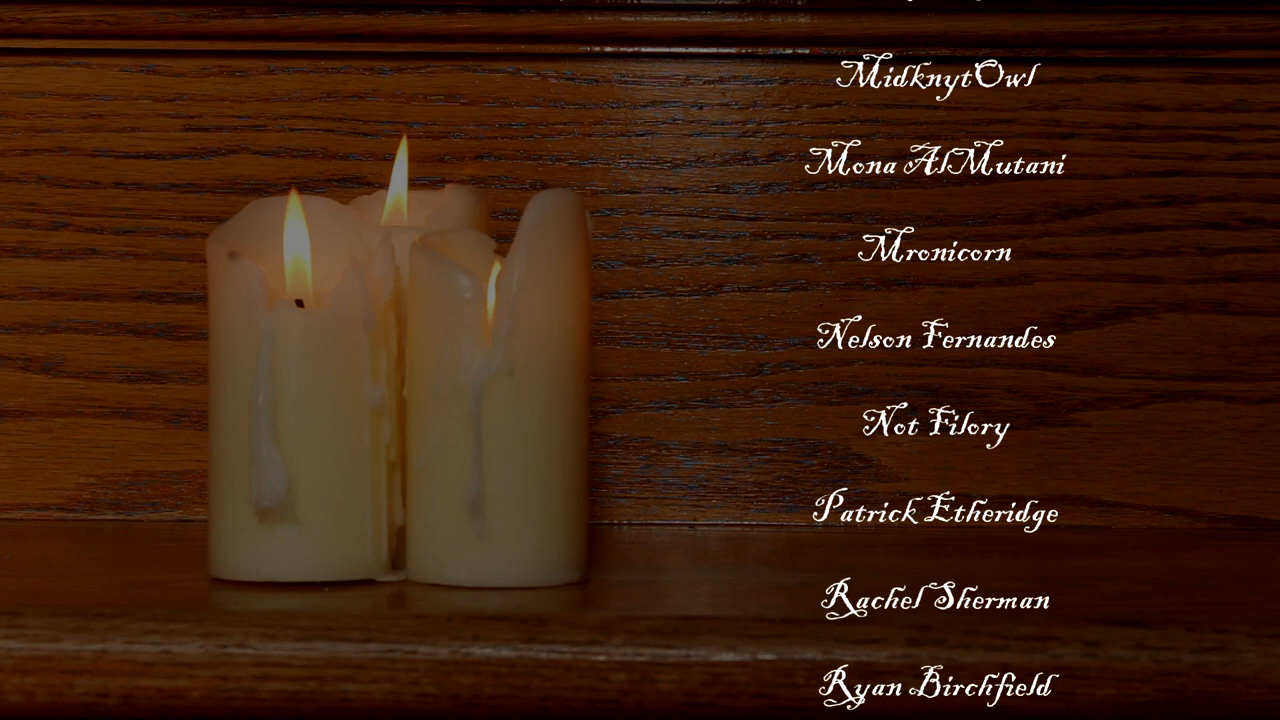 MidknytOwl
Mona AlMutani
Mronicorn
Nelson Fernandes
Not Filory
Patrick Etheridge
Rachel Sherman
Ryan Birchfield